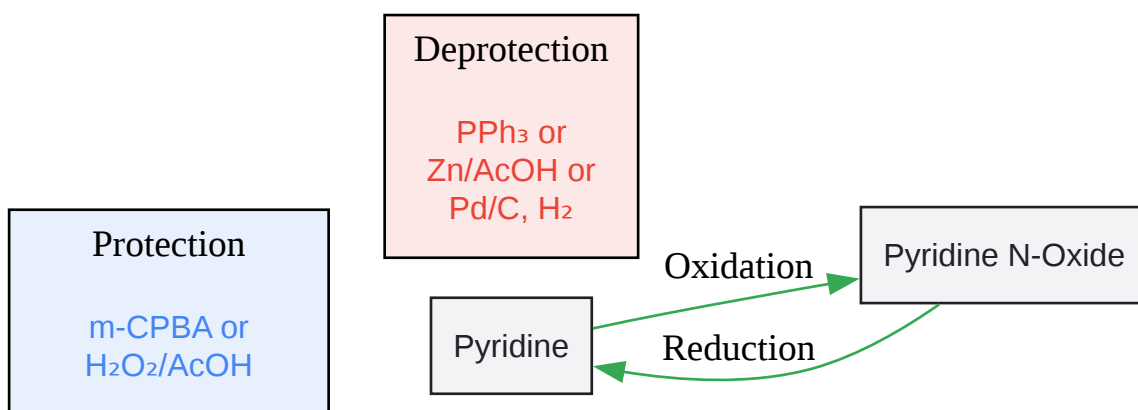 Deprotection
PPh₃ or
Zn/AcOH or
Pd/C, H₂
Protection
m-CPBA or
H₂O₂/AcOH
Oxidation
Pyridine N-Oxide
Pyridine
Reduction